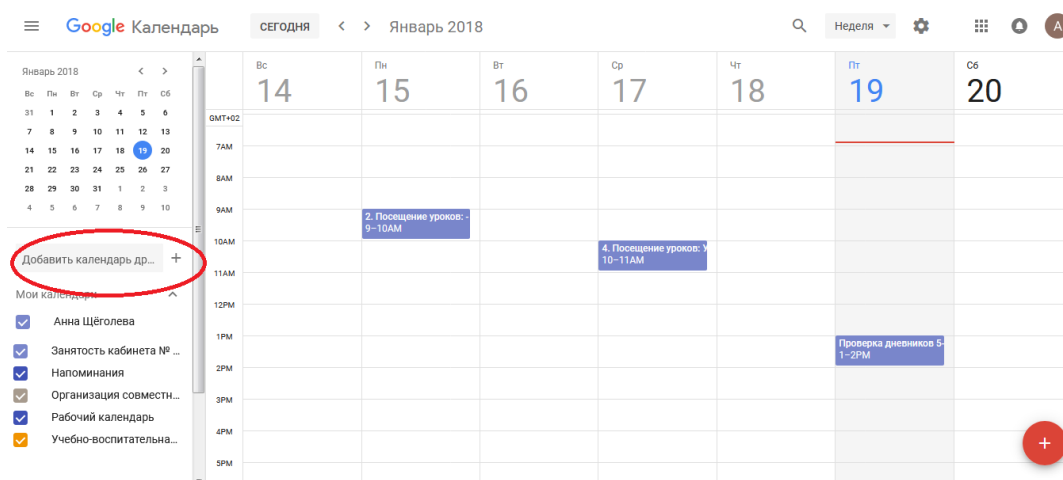 Google Календарь СЕГОДНЯ < > Январь 2018 Неделя A
Январь 2018 < >
Вс Пн Вт Ср Чт Пт Сб
31 1 2 3 4 5 6
7 8 9 10 11 12 13
14 15 16 17 18 19 20
21 22 23 24 25 26 27
28 29 30 31 1 2 3
4 5 6 7 8 9 10
Добавить календарь др... +
Мои календари
Анна Щёголева
Занятость кабинета № ...
Напоминания
Организация совместн...
Рабочий календарь
Учебно-воспитательна...
Вс Пн Вт Ср Чт Пт Сб
14 15 16 17 18 19 20
GMT+02
7AM
8AM
9AM
2. Посещение уроков: -
9–10AM
10AM
4. Посещение уроков: У
10–11AM
11AM
12PM
1PM
Проверка дневников 5-
1–2PM
2PM
3PM
4PM
5PM
+